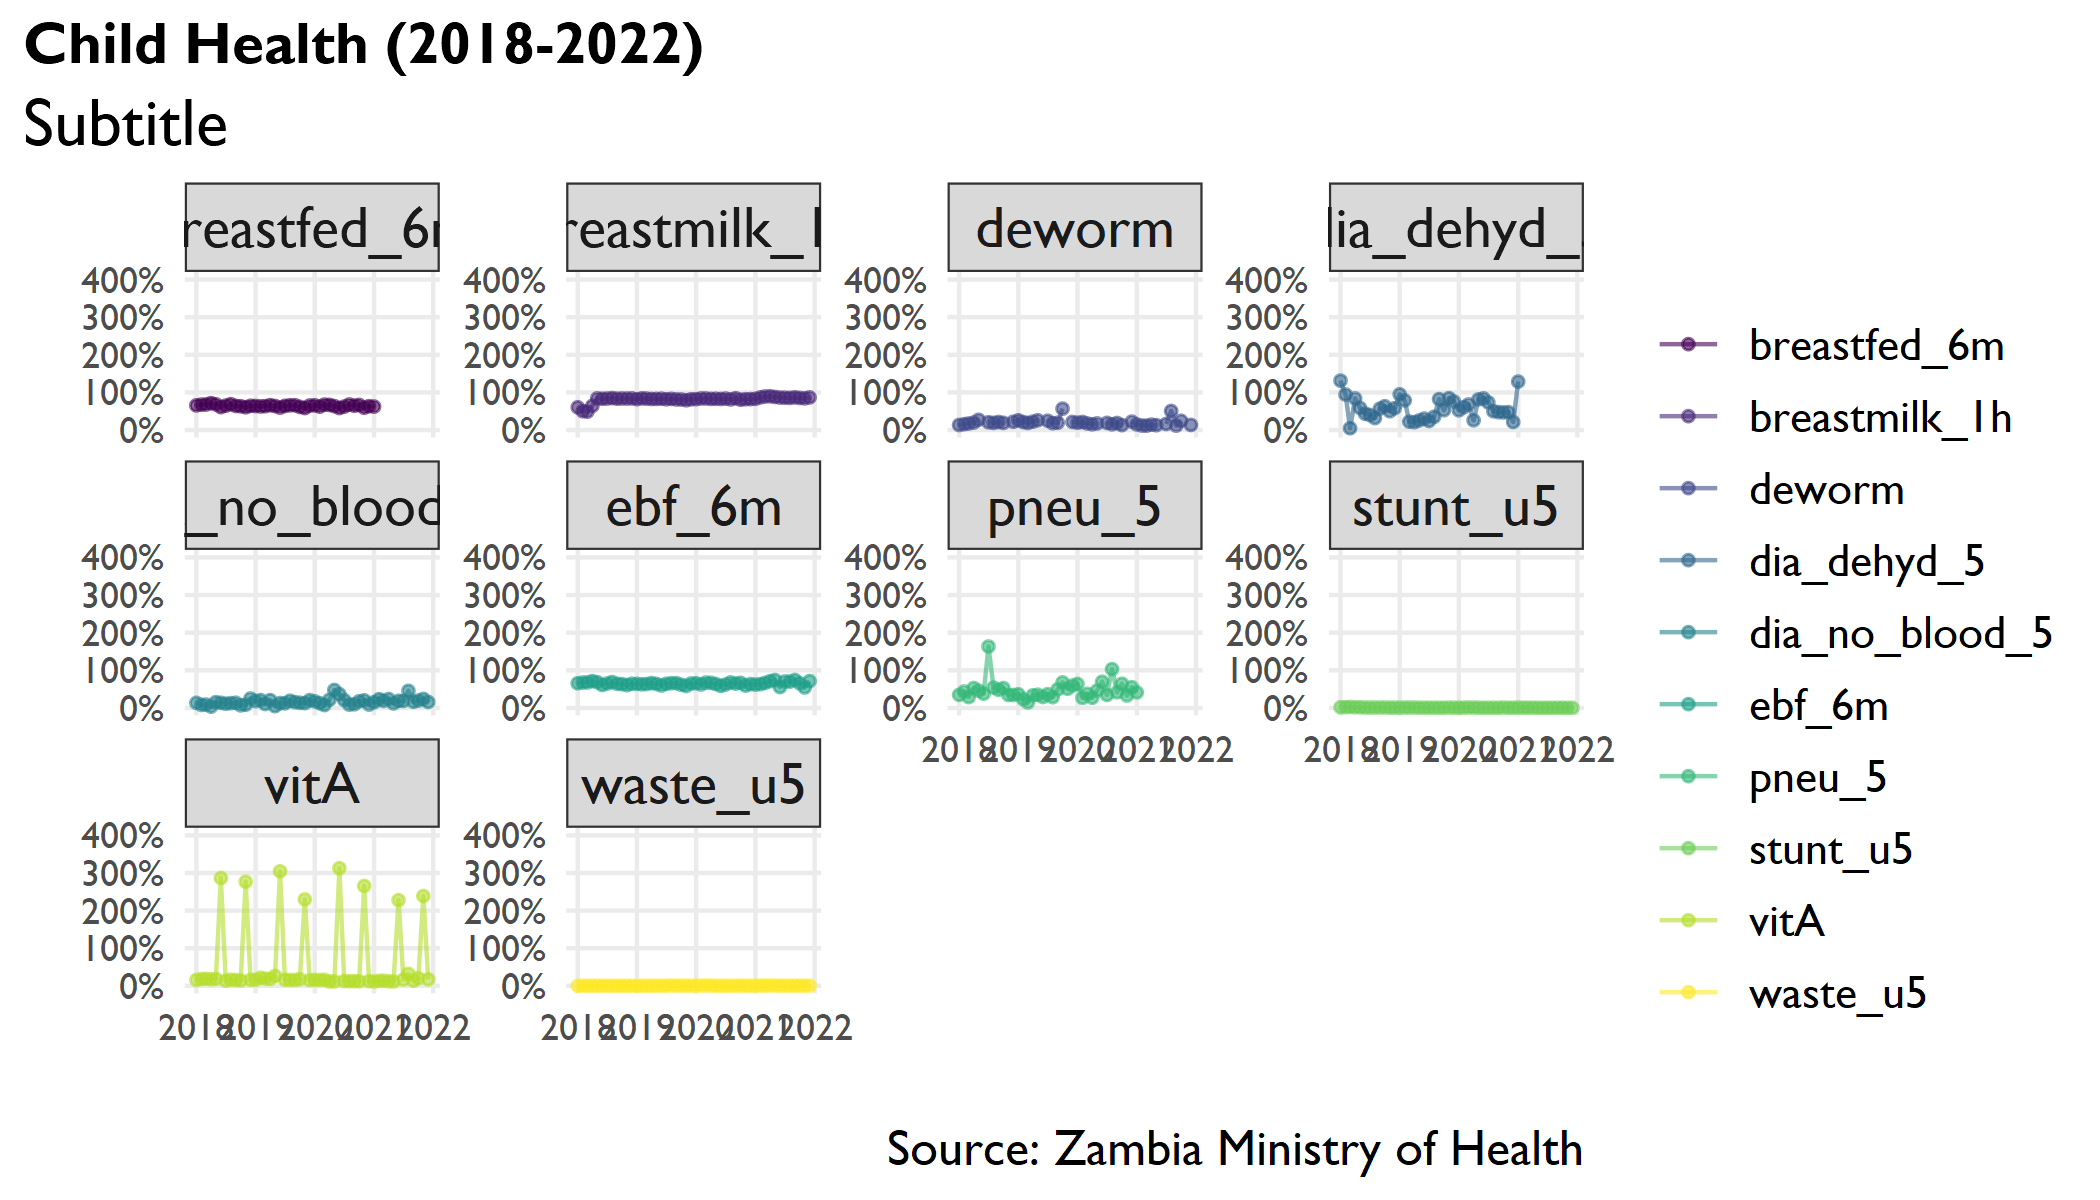 Child Health (2018-2022)
Subtitle
reastfed_6m
reastmilk_1
deworm
dia_dehyd_
400% 400% 400% 400%
300% 300% 300% 300%
200% 200% 200% 200%
100% 100% 100% 100%
0% 0% 0% 0%
_no_blood
ebf_6m
pneu_5
stunt_u5
400% 400% 400% 400%
300% 300% 300% 300%
200% 200% 200% 200%
100% 100% 100% 100%
0% 0% 0% 0%
2018 2019 2020 2021 2022 2018 2019 2020 2021 2022
vitA
waste_u5
400% 400%
300% 300%
200% 200%
100% 100%
0% 0%
2018 2019 2020 2021 2022 2018 2019 2020 2021 2022
breastfed_6m
breastmilk_1h
deworm
dia_dehyd_5
dia_no_blood_5
ebf_6m
pneu_5
stunt_u5
vitA
waste_u5
Source: Zambia Ministry of Health